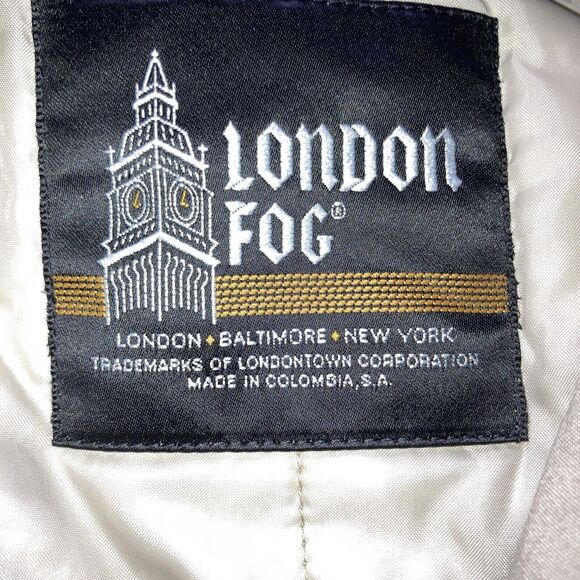 LONDON
FOG®
LONDON • BALTIMORE • NEW YORK
TRADEMARKS OF LONDONTOWN CORPORATION
MADE IN COLOMBIA, S.A.